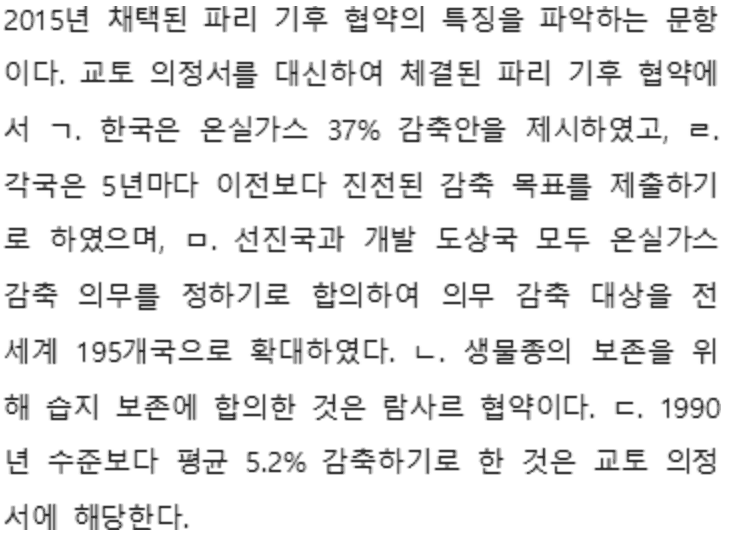 2015년 채택된 파리 기후 협약의 특징을 파악하는 문항
이다. 교토 의정서를 대신하여 체결된 파리 기후 협약에
서 ㄱ. 한국은 온실가스 37% 감축안을 제시하였고, ㄹ.
각국은 5년마다 이전보다 진전된 감축 목표를 제출하기
로 하였으며, ㅁ. 선진국과 개발 도상국 모두 온실가스
감축 의무를 정하기로 합의하여 의무 감축 대상을 전
세계 195개국으로 확대하였다. ㄴ. 생물종의 보존을 위
해 습지 보존에 합의한 것은 람사르 협약이다. ㄷ. 1990
년 수준보다 평균 5.2% 감축하기로 한 것은 교토 의정
서에 해당한다.